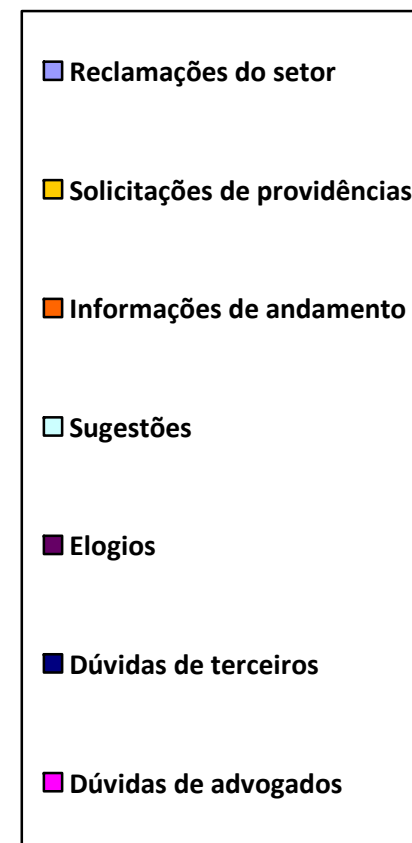 Reclamações do setor
Solicitações de providências
Informações de andamento
Sugestões
Elogios
Dúvidas de terceiros
Dúvidas de advogados